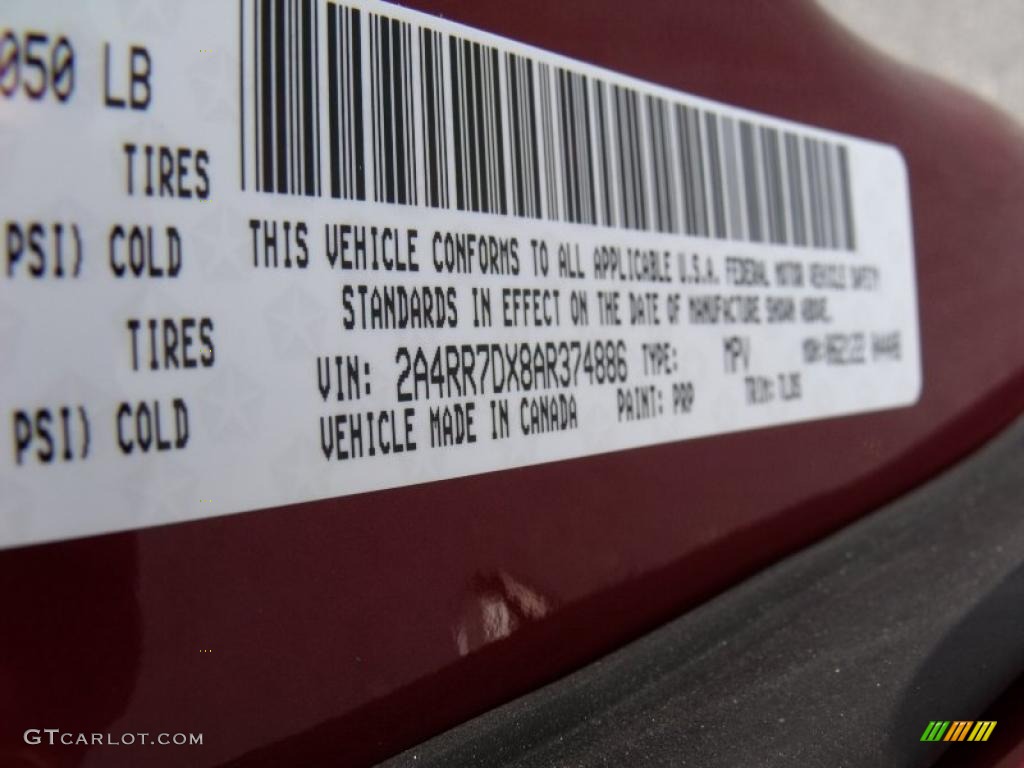 050 LB
TIRES
PSI) COLD
TIRES
PSI) COLD
THIS VEHICLE CONFORMS TO ALL APPLICABLE U.S.A. FEDERAL MOTOR VEHICLE SAFETY
STANDARDS IN EFFECT ON THE DATE OF MANUFACTURE SHOWN ABOVE.
VIN: 2A4RR7DX8AR374886 TYPE: MPV
VEHICLE MADE IN CANADA PAINT: PRP TRIM:
GTCARLOT.COM